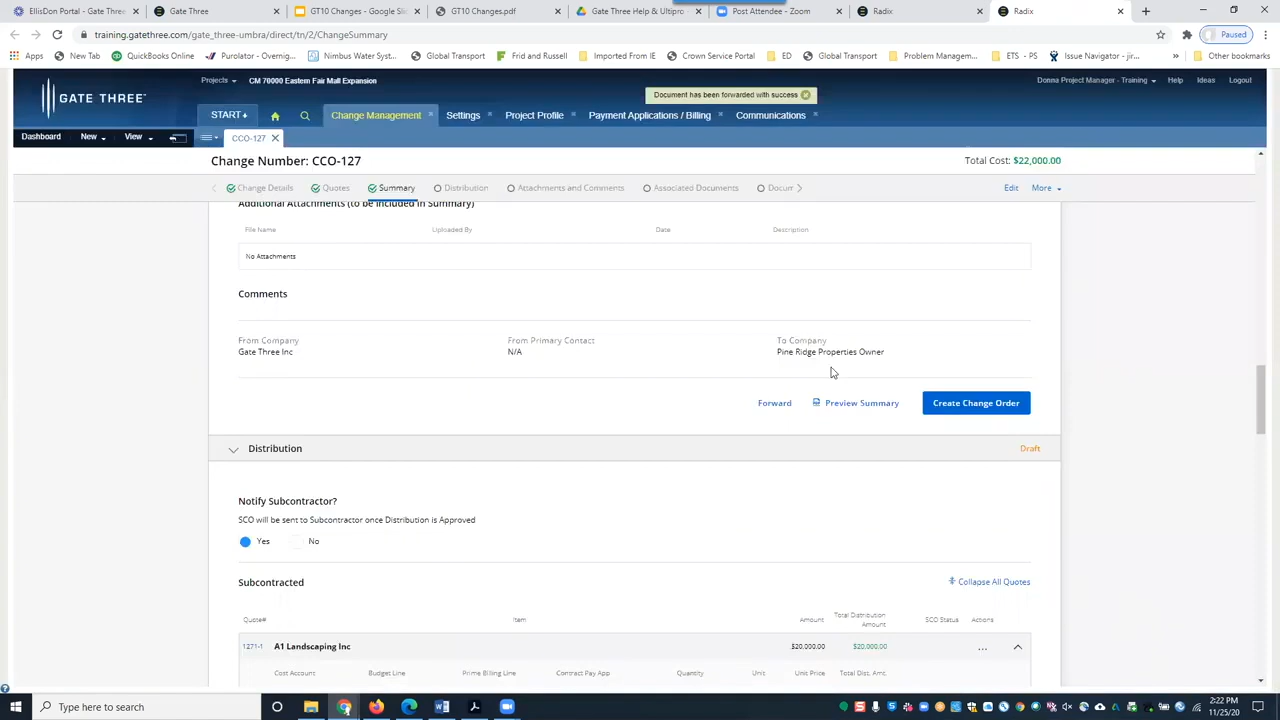 EllisDon Portal - Gate Three
Gate Three
GT10 Changes - Google Sli
GT10 Changes.pdf
Gate Three Help & Ultipro
Post Attendee - Zoom
Radix
Radix
training.gatethree.com/gate_three-umbra/direct/tn/2/ChangeSummary
Paused
Apps
New Tab
QuickBooks Online
Purolator - Overnig...
Nimbus Water Syst...
Global Transport
Frid and Russell
Imported From IE
Crown Service Portal
ED
Global Transport
Problem Managem...
ETS - PS
Issue Navigator - jir...
Other bookmarks
GATE THREE
Projects
CM 70000 Eastern Fair Mall Expansion
Document has been forwarded with success
Donna Project Manager - Training
Help
Ideas
Logout
START+
Change Management
Settings
Project Profile
Payment Applications / Billing
Communications
Dashboard
New
View
CCO-127
Change Number: CCO-127
Total Cost: $22,000.00
Change Details
Quotes
Summary
Distribution
Attachments and Comments
Associated Documents
Docum
Edit
More
Additional Attachments (to be included in Summary)
File Name
Uploaded By
Date
Description
No Attachments
Comments
From Company
From Primary Contact
To Company
Gate Three Inc
N/A
Pine Ridge Properties Owner
Forward
Preview Summary
Create Change Order
Distribution
Draft
Notify Subcontractor?
SCO will be sent to Subcontractor once Distribution is Approved
Yes
No
Subcontracted
Collapse All Quotes
Quote#
Item
Amount
Total Distribution Amount
SCO Status
Actions
1271-1
A1 Landscaping Inc
$20,000.00
$20,000.00
...
Cost Account
Budget Line
Prime Billing Line
Contract Pay App
Quantity
Unit
Unit Price
Total Dist. Amt.
Type here to search
2:22 PM
11/23/20